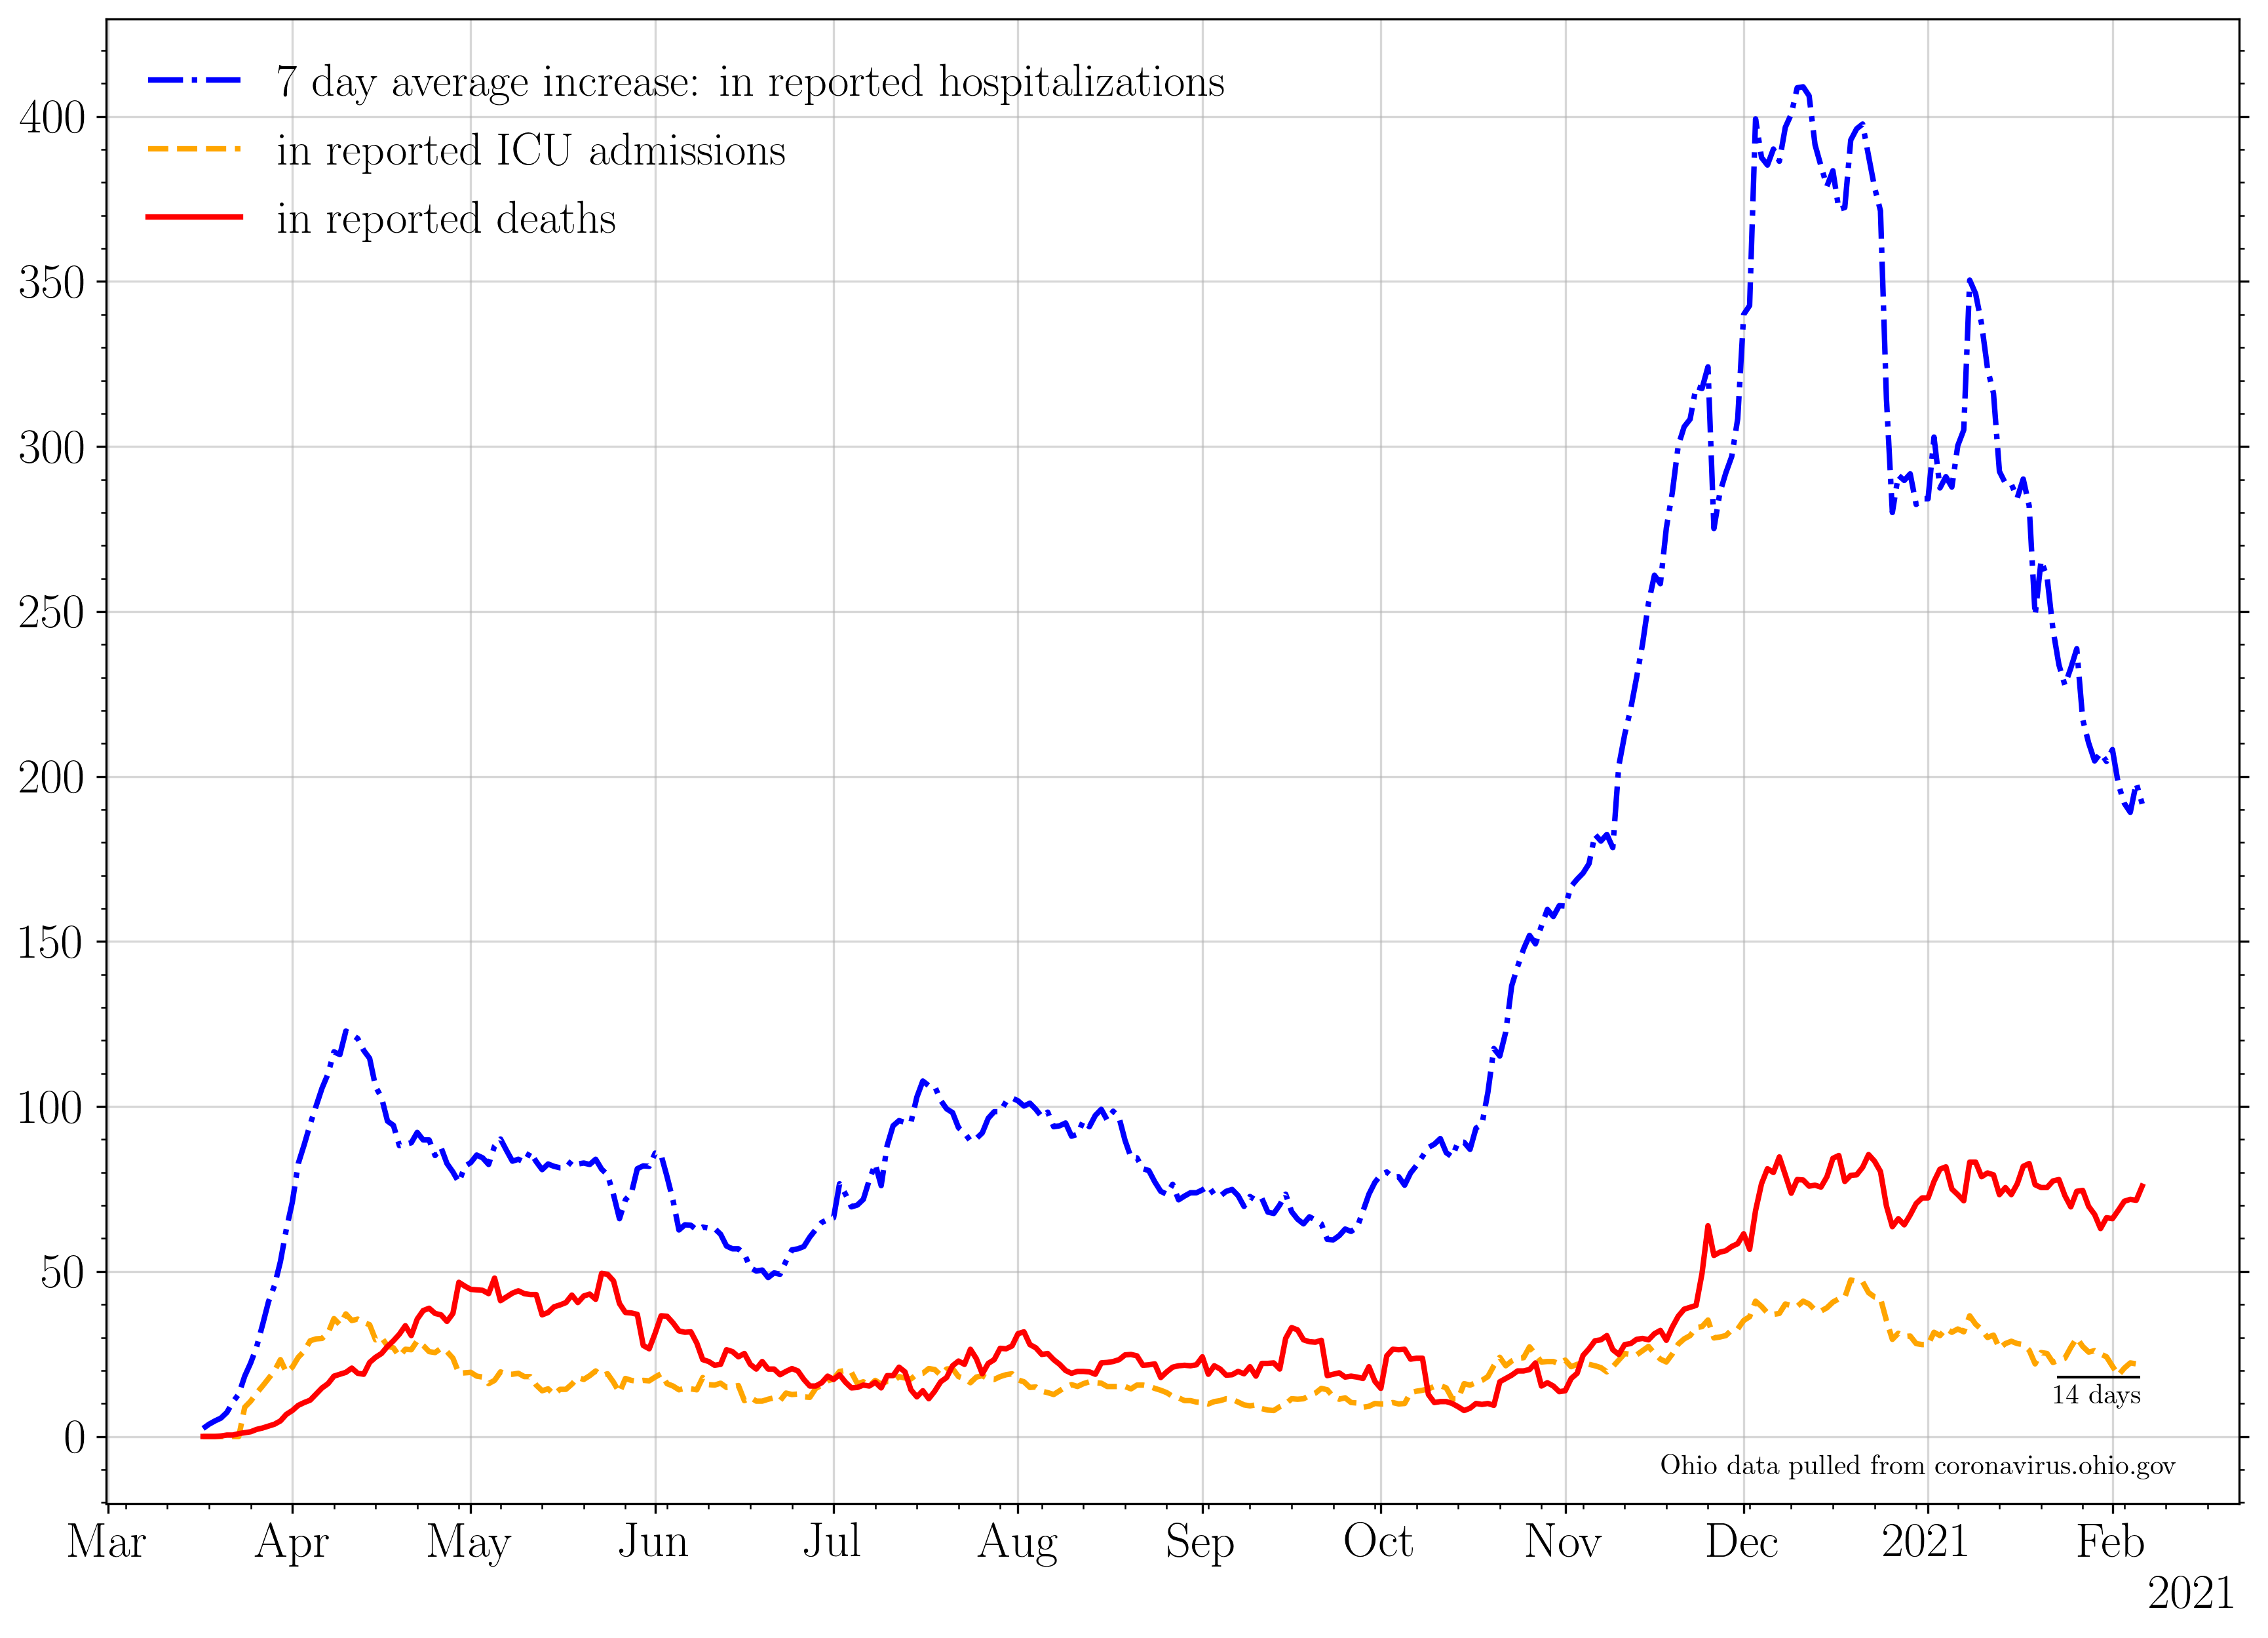 7 day average increase: in reported hospitalizations
in reported ICU admissions
in reported deaths
400
350
300
250
200
150
100
50
0
14 days
Ohio data pulled from coronavirus.ohio.gov
Mar Apr May Jun Jul Aug Sep Oct Nov Dec 2021 Feb
2021